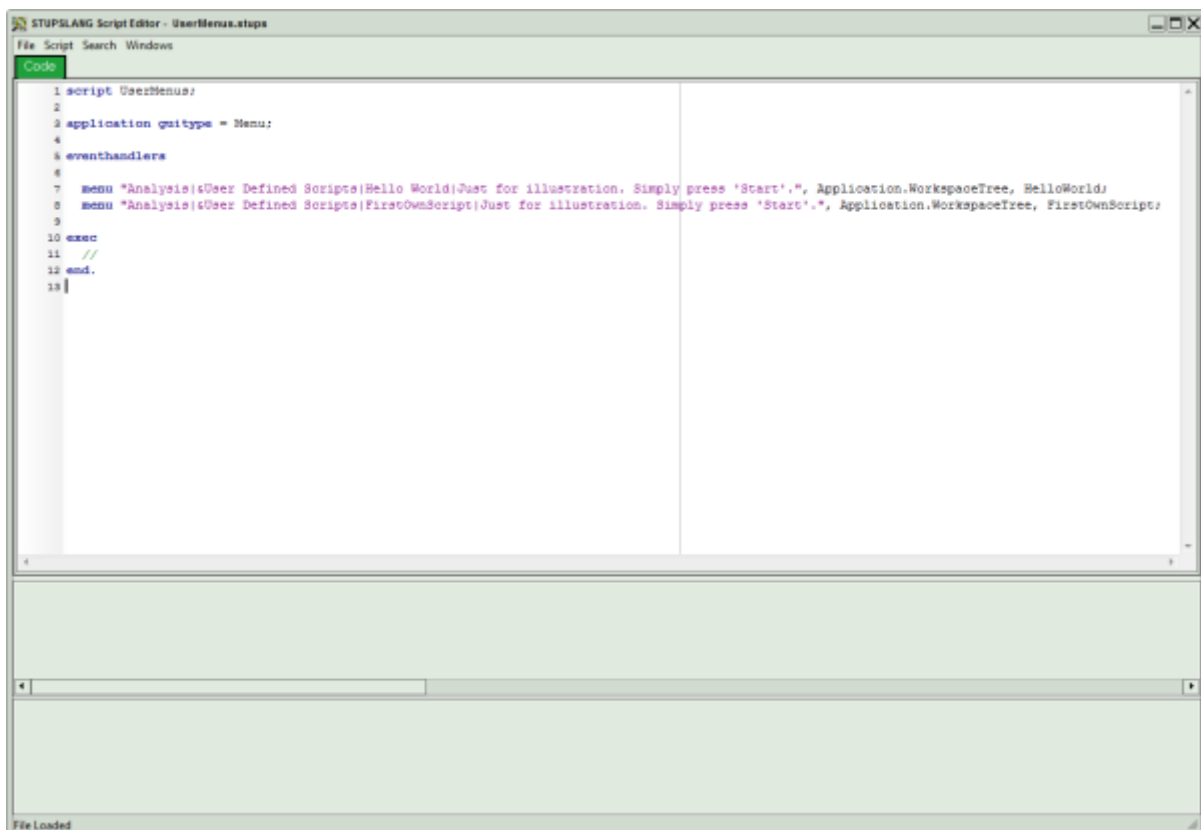 STUPSLANG Script Editor - UserMenus.stups
File Script Search Windows
Code
1 script UserMenus;
2
3 application guitype = Menu;
4
5 eventhandlers
6
7 menu "Analysis|&User Defined Scripts|Hello World|Just for illustration. Simply press 'Start'.", Application.WorkspaceTree, HelloWorld;
8 menu "Analysis|&User Defined Scripts|FirstOwnScript|Just for illustration. Simply press 'Start'.", Application.WorkspaceTree, FirstOwnScript;
9
10 exec
11 //
12 end.
13
File Loaded